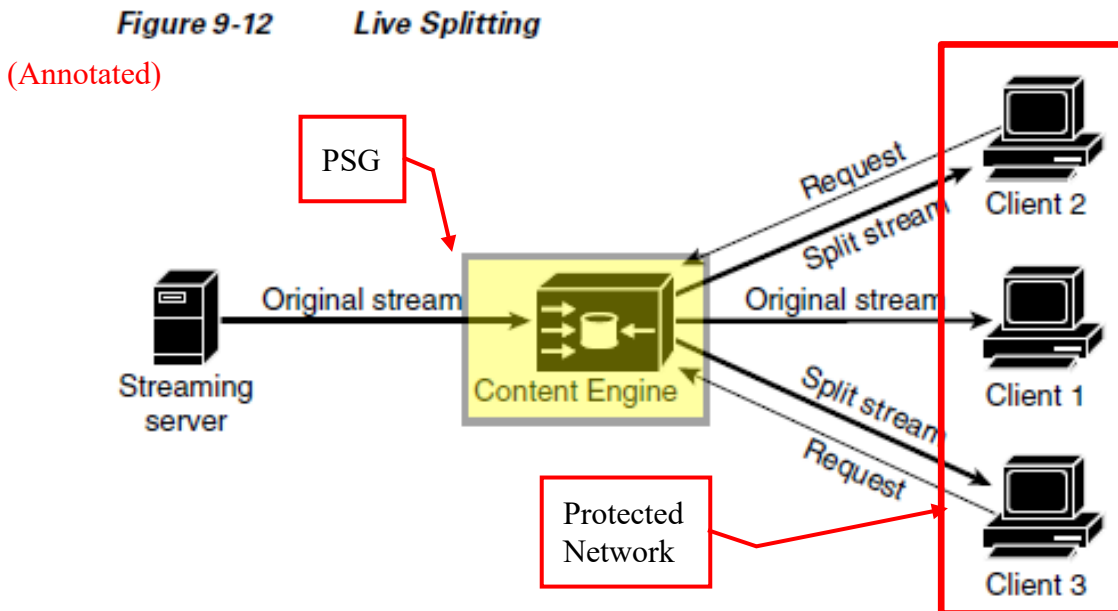 Figure 9-12 Live Splitting
(Annotated)
PSG
Request
Split stream
Client 2
Original stream
Original stream
Streaming
server
Content Engine
Client 1
Split stream
Request
Protected
Network
Client 3